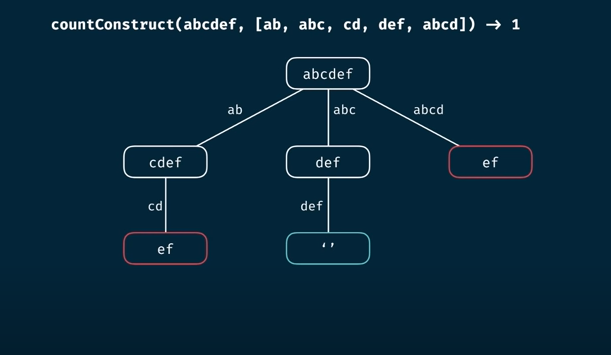 countConstruct(abcdef, [ab, abc, cd, def, abcd]) → 1
abcdef
ab
abc
abcd
cdef
def
ef
cd
def
ef
‘’